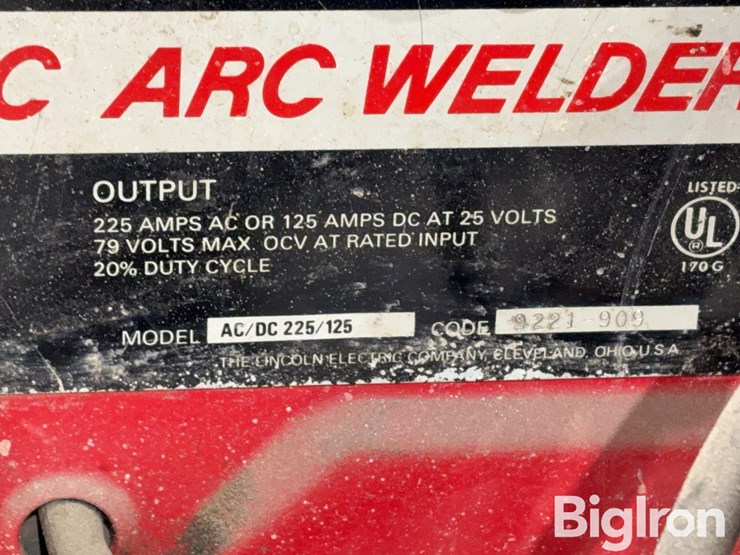 C ARC WELDER
OUTPUT
225 AMPS AC OR 125 AMPS DC AT 25 VOLTS
79 VOLTS MAX. OCV AT RATED INPUT
20% DUTY CYCLE
LISTED
UL
®
170G
MODEL AC/DC 225/125 CODE 9221-909
THE LINCOLN ELECTRIC COMPANY, CLEVELAND, OHIO U.S.A
BigIron